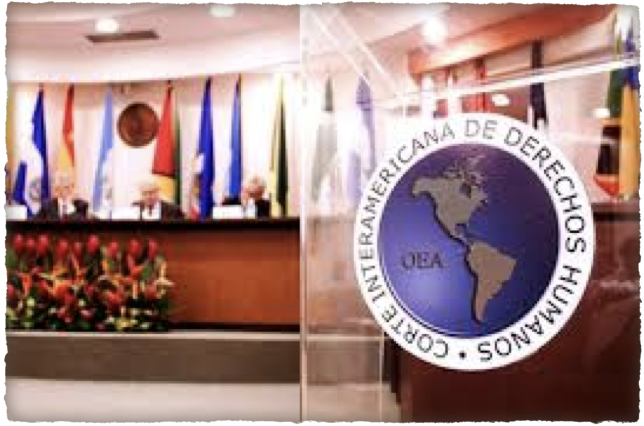 CORTE INTERAMERICANA DE DERECHOS HUMANOS •
OEA